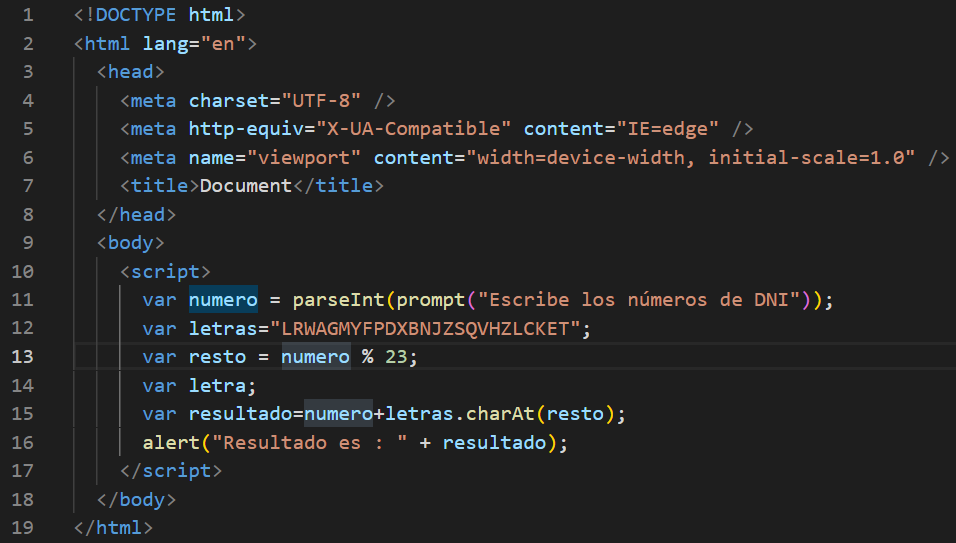 1 <!DOCTYPE html>
2 <html lang="en">
3 <head>
4 <meta charset="UTF-8" />
5 <meta http-equiv="X-UA-Compatible" content="IE=edge" />
6 <meta name="viewport" content="width=device-width, initial-scale=1.0" />
7 <title>Document</title>
8 </head>
9 <body>
10 <script>
11 var numero = parseInt(prompt("Escribe los números de DNI"));
12 var letras="LRWAGMYFPDXBNJZSQVHZLCKET";
13 var resto = numero % 23;
14 var letra;
15 var resultado=numero+letras.charAt(resto);
16 alert("Resultado es : " + resultado);
17 </script>
18 </body>
19 </html>